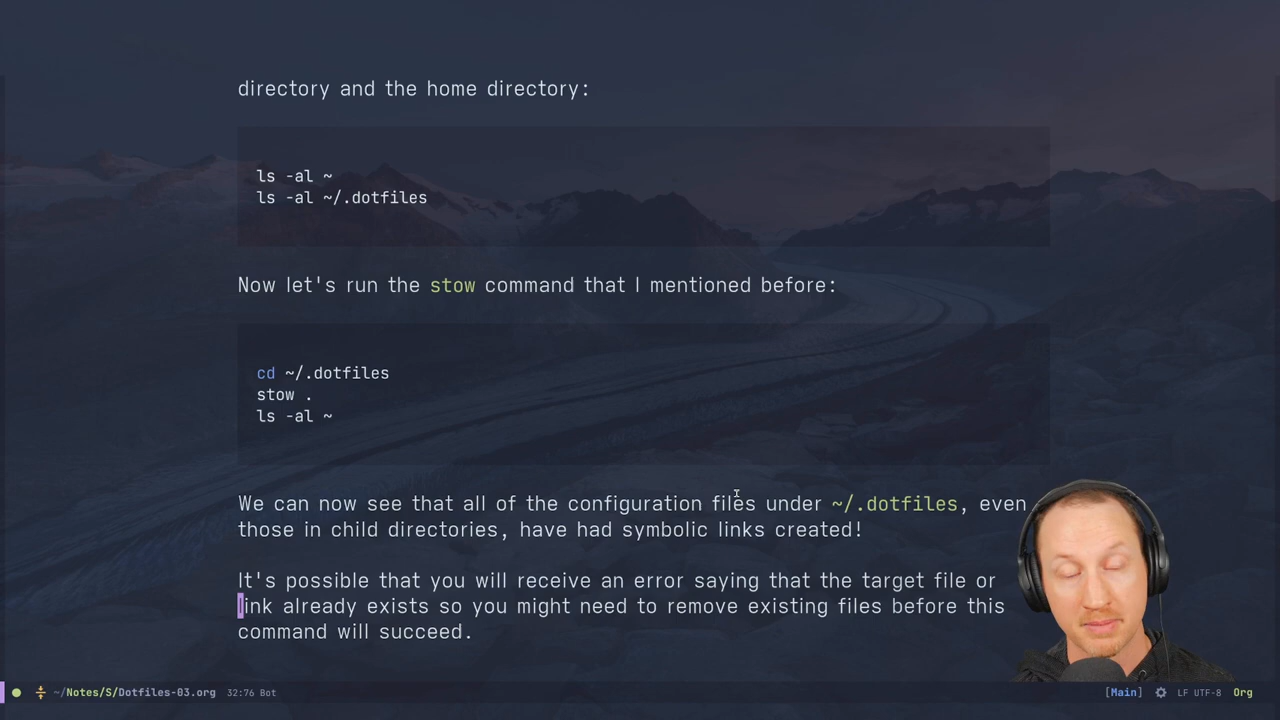 directory and the home directory:
ls -al ~
ls -al ~/.dotfiles
Now let's run the stow command that I mentioned before:
cd ~/.dotfiles
stow .
ls -al ~
We can now see that all of the configuration files under ~/.dotfiles, even
those in child directories, have had symbolic links created!
It's possible that you will receive an error saying that the target file or
link already exists so you might need to remove existing files before this
command will succeed.
~/Notes/S/Dotfiles-03.org 32:76 Bot [Main] LF UTF-8 Org